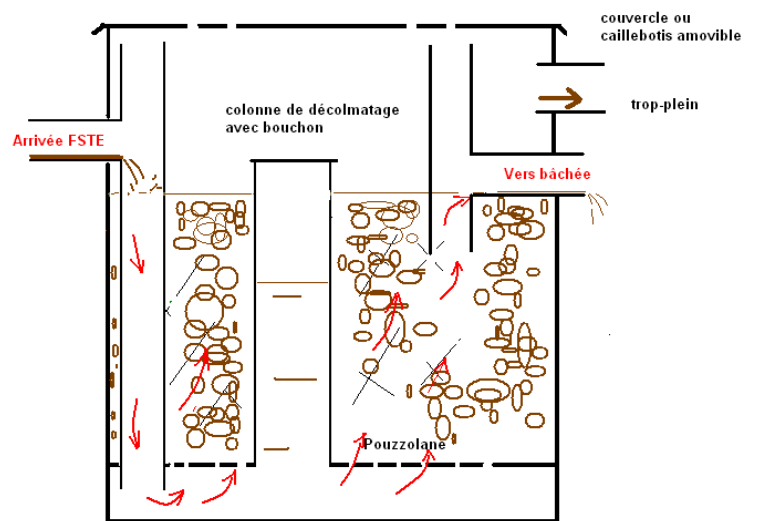 couvercle ou
caillebotis amovible
trop-plein
colonne de décolmatage
avec bouchon
Arrivée FSTE
Vers bâchée
Pouzzolane